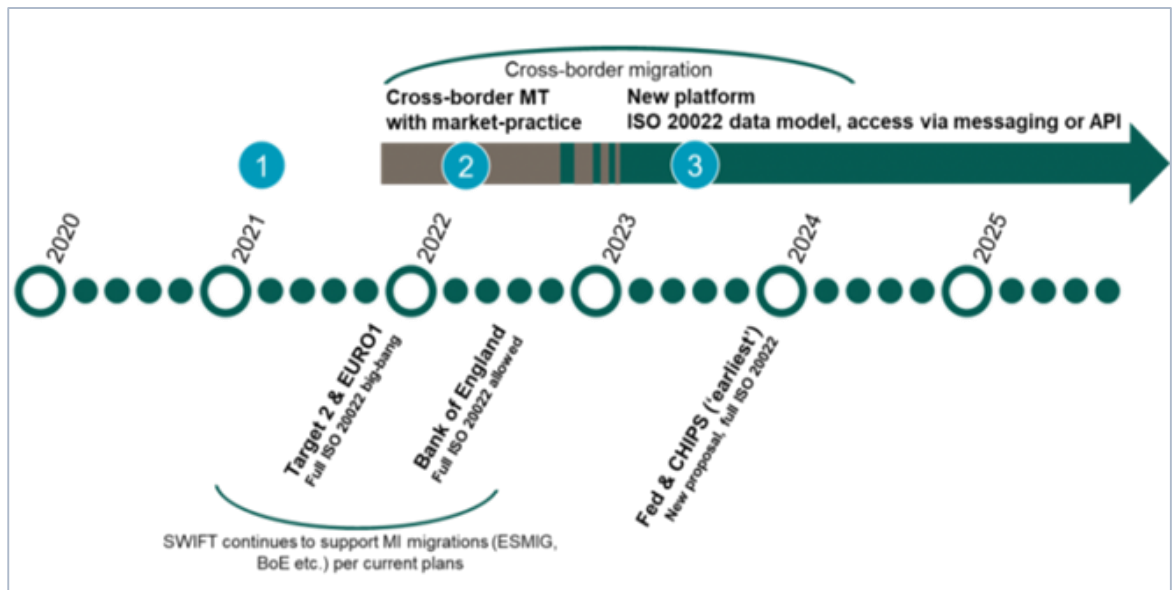 Cross-border migration
Cross-border MT
with market-practice
New platform
ISO 20022 data model, access via messaging or API
1
2
3
2020
2021
2022
2023
2024
2025
Target 2 & EURO1
Full ISO 20022 big-bang
Bank of England
Full ISO 20022 allowed
Fed & CHIPS (‘earliest’)
New proposal, full ISO 20022
SWIFT continues to support MI migrations (ESMIG,
BoE etc.) per current plans